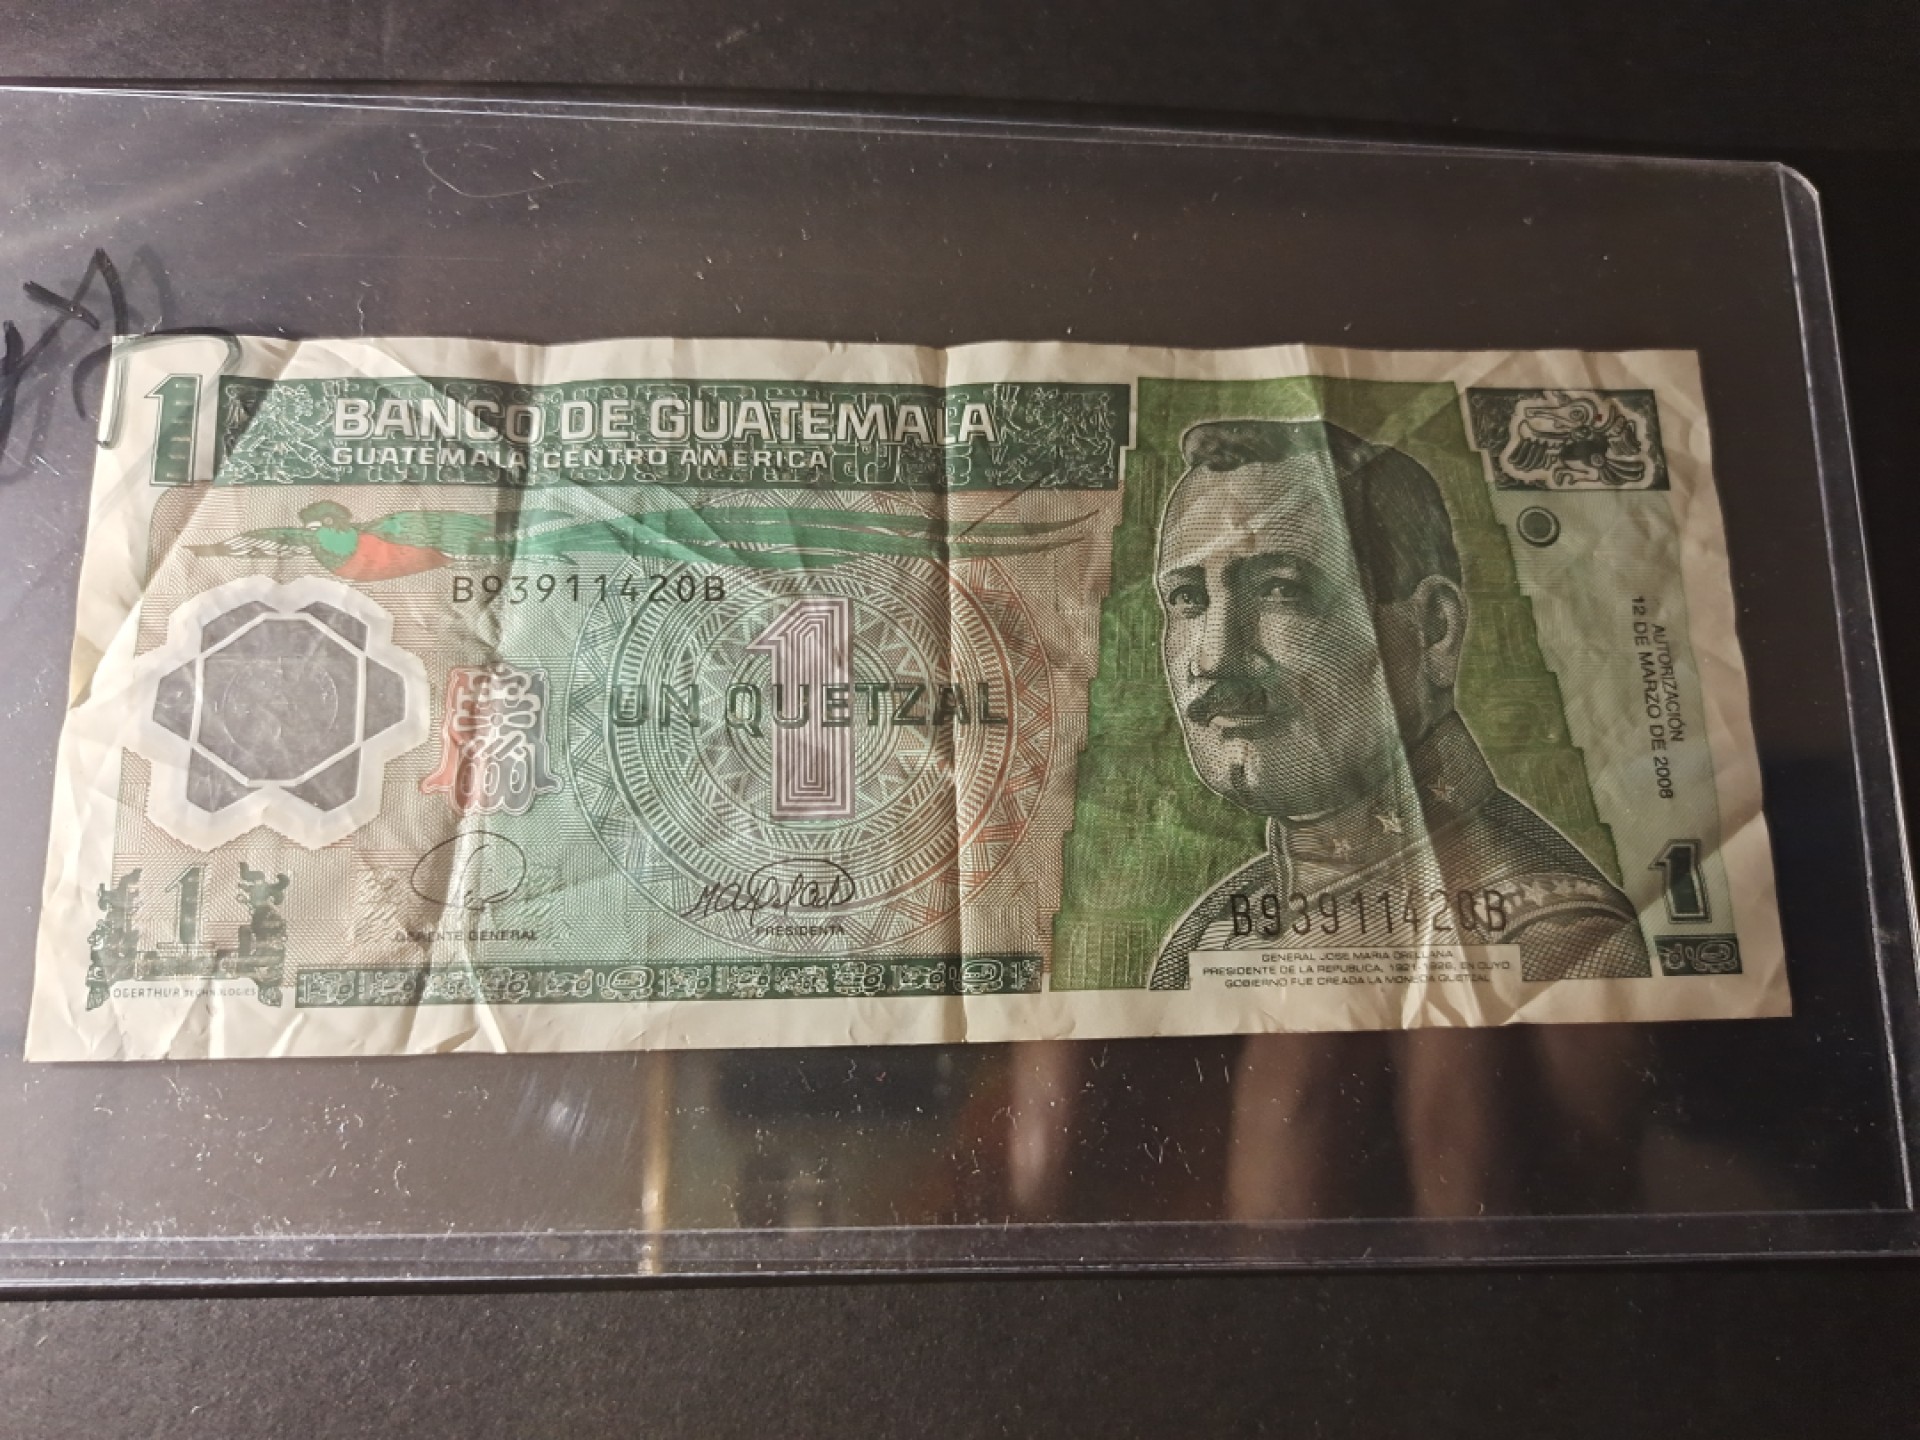 1
BANCO DE GUATEMALA
GUATEMALA, CENTRO AMERICA
B93911420B
1
UN QUETZAL
AUTORIZACIÓN
12 DE MARZO DE 2008
1
GERENTE GENERAL
PRESIDENTA
OBERTHUR TECHNOLOGIES
1
B93911420B
GENERAL JOSE MARIA ORELLANA
PRESIDENTE DE LA REPUBLICA, 1921-1926, EN CUYO
GOBIERNO FUE CREADA LA MONEDA QUETZAL